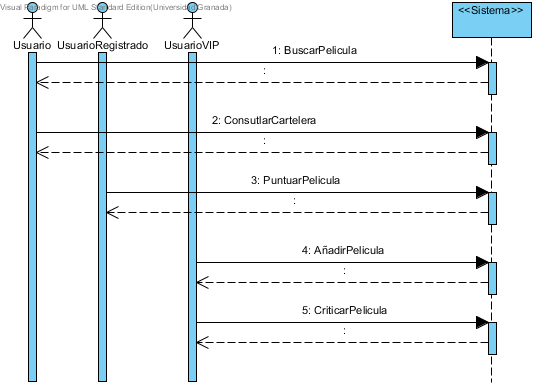 Visual Paradigm for UML Standard Edition(Universidad Granada)
<<Sistema>>
Usuario
UsuarioRegistrado
UsuarioVIP
1: BuscarPelicula
:
2: ConsutlarCartelera
:
3: PuntuarPelicula
:
4: AñadirPelicula
:
5: CriticarPelicula
: